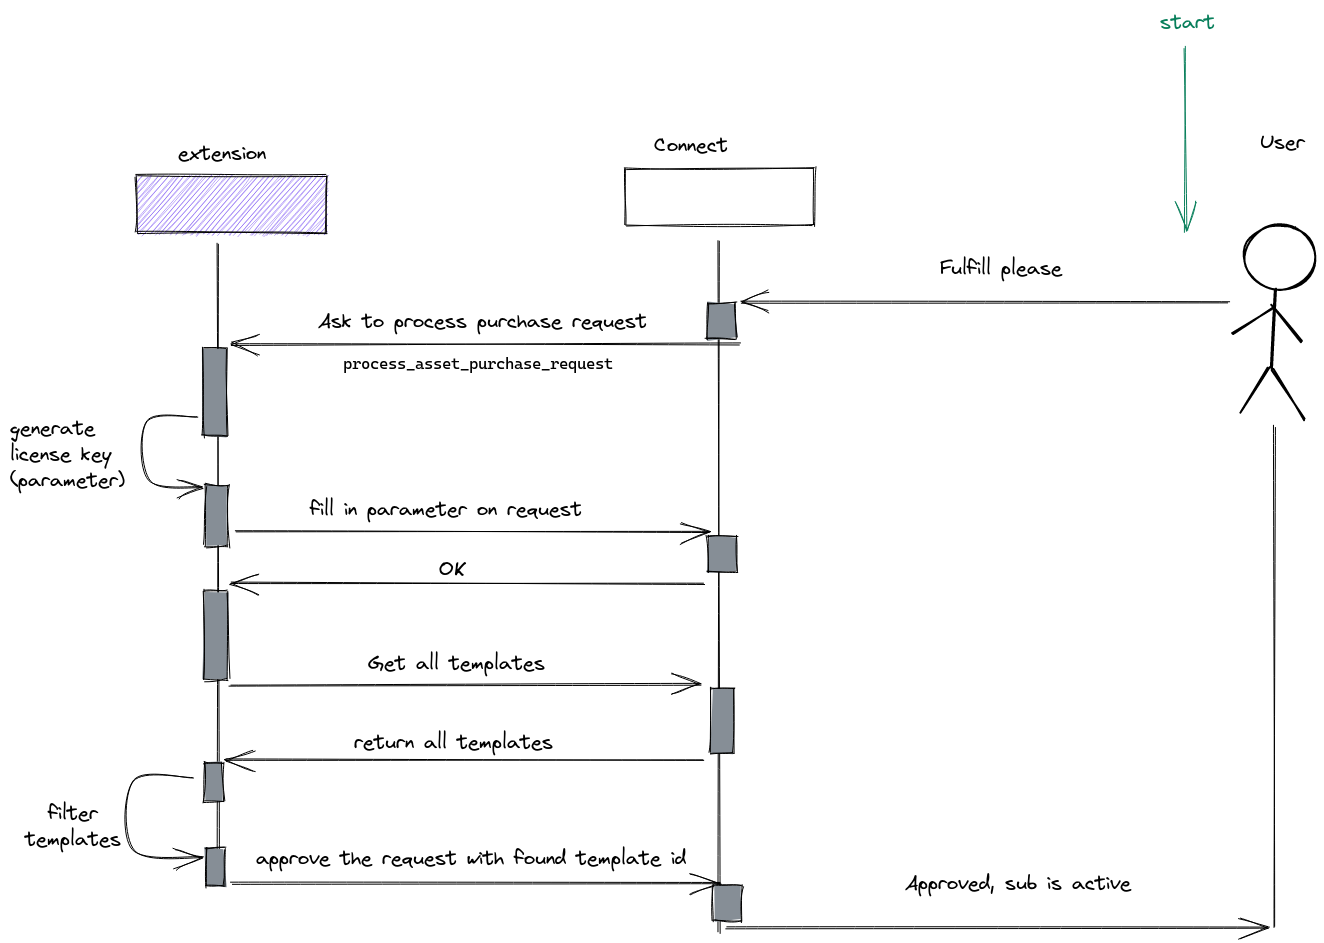 start
extension
Connect
User
Fulfill please
Ask to process purchase request
process_asset_purchase_request
generate
license key
(parameter)
fill in parameter on request
OK
Get all templates
return all templates
filter
templates
approve the request with found template id
Approved, sub is active